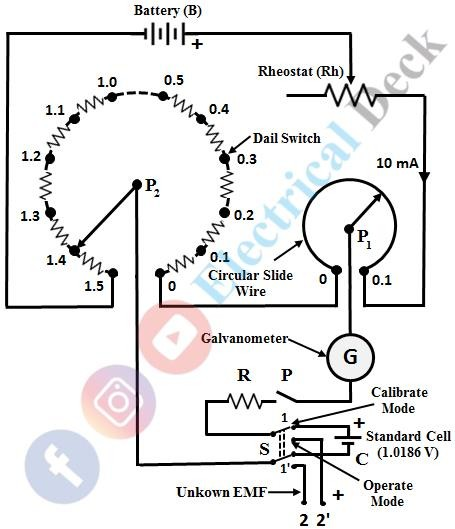 Battery (B)
+
Rheostat (Rh)
1.0
0.5
1.1
0.4
Dail Switch
1.2
0.3
10 mA
P2
1.3
0.2
P1
1.4
0.1
Circular Slide
Wire
1.5
0
0
0.1
Galvanometer
G
R
P
Calibrate
Mode
1
+
S
Standard Cell
(1.0186 V)
C
1'
Unkown EMF
+
Operate
Mode
2
2'
Electrical Deck